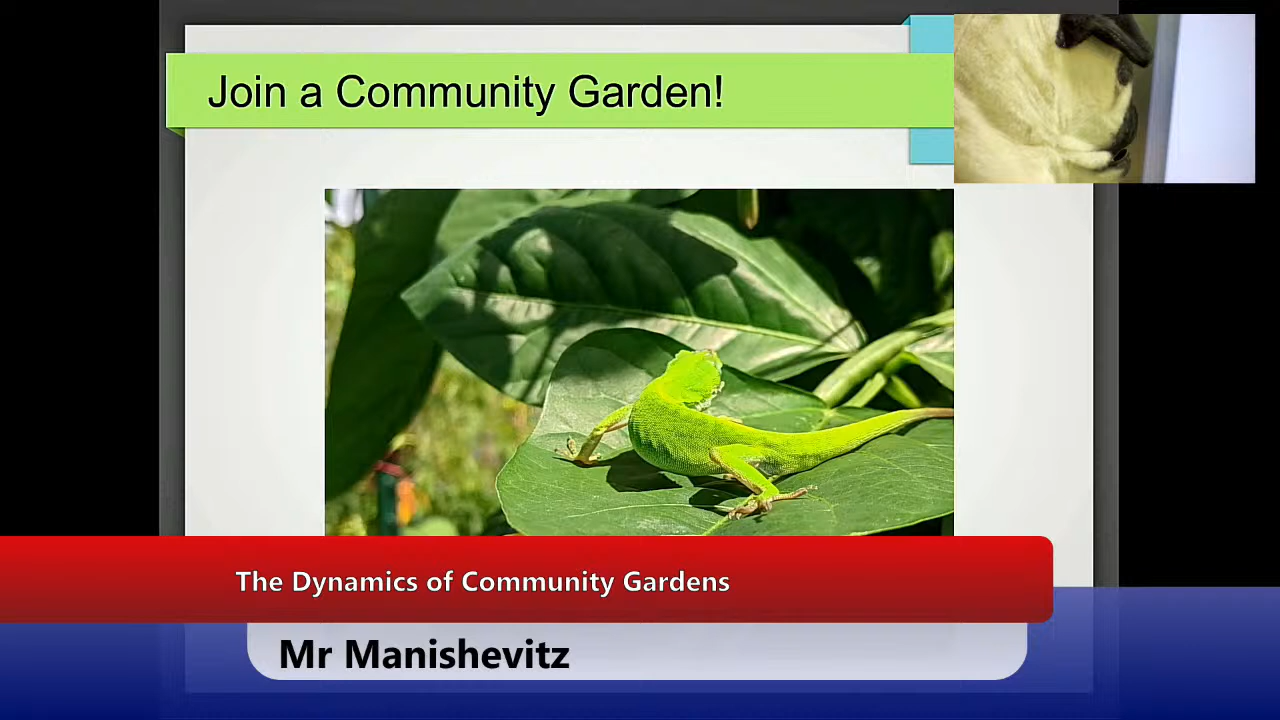 Join a Community Garden!
The Dynamics of Community Gardens
Mr Manishevitz